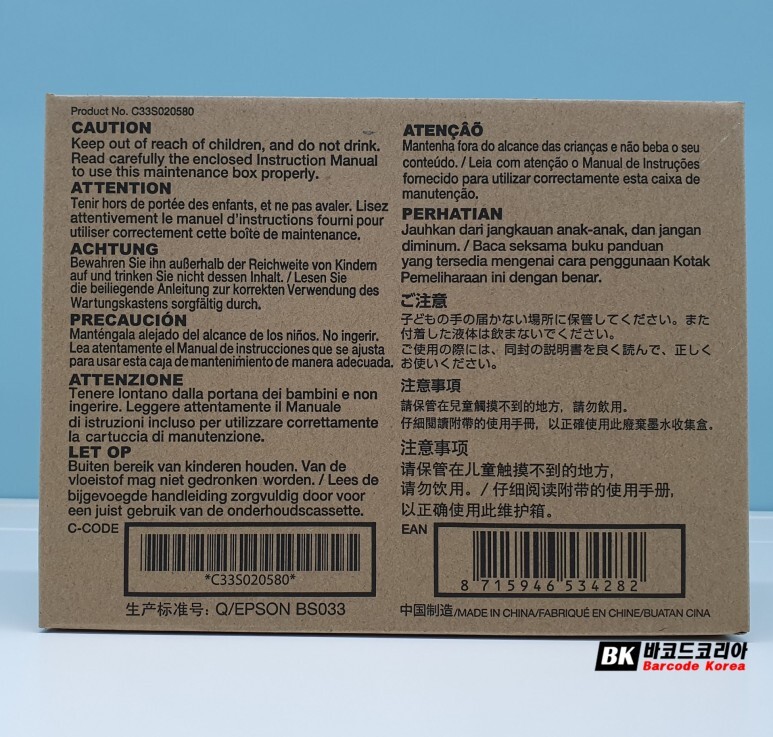 Product No. C33S020580
CAUTION
Keep out of reach of children, and do not drink.
Read carefully the enclosed Instruction Manual
to use this maintenance box properly.
ATTENTION
Tenir hors de portée des enfants, et ne pas avaler. Lisez
attentivement le manuel d'instructions fourni pour
utiliser correctement cette boîte de maintenance.
ACHTUNG
Bewahren Sie ihn außerhalb der Reichweite von Kindern
auf und trinken Sie nicht dessen Inhalt. / Lesen Sie
die beiliegende Anleitung zur korrekten Verwendung des
Wartungskastens sorgfältig durch.
PRECAUCIÓN
Manténgala alejado del alcance de los niños. No ingerir.
Lea atentamente el Manual de instrucciones que se ajusta
para usar esta caja de mantenimiento de manera adecuada.
ATTENZIONE
Tenere lontano dalla portana dei bambini e non
ingerire. Leggere attentamente il Manuale
di istruzioni incluso per utilizzare correttamente
la cartuccia di manutenzione.
LET OP
Buiten bereik van kinderen houden. Van de
vloeistof mag niet gedronken worden. / Lees de
bijgevoegde handleiding zorgvuldig door voor
een juist gebruik van de onderhoudscassette.
C-CODE
*C33S020580*
生产标准号: Q/EPSON BS033
ATENÇÂÕ
Mantenha fora do alcance das crianças e não beba o seu
conteúdo. / Leia com atenção o Manual de Instruções
fornecido para utilizar correctamente esta caixa de
manutenção.
PERHATIAN
Jauhkan dari jangkauan anak-anak, dan jangan
diminum. / Baca seksama buku panduan
yang tersedia mengenai cara penggunaan Kotak
Pemeliharaan ini dengan benar.
ご注意
子どもの手の届かない場所に保管してください。また
付着した液体は飲まないでください。
ご使用の際には、同封の説明書を良く読んで、正しく
お使いください。
注意事項
請保管在兒童觸摸不到的地方，請勿飲用。
仔細閱讀附帶的使用手冊，以正確使用此廢棄墨水收集盒。
注意事项
请保管在儿童触摸不到的地方,
请勿饮用。/ 仔细阅读附带的使用手册,
以正确使用此维护箱。
EAN
8 715946 534282
中国制造/MADE IN CHINA/FABRIQUÉ EN CHINE/BUATAN CINA
BK 바코드코리아
Barcode Korea